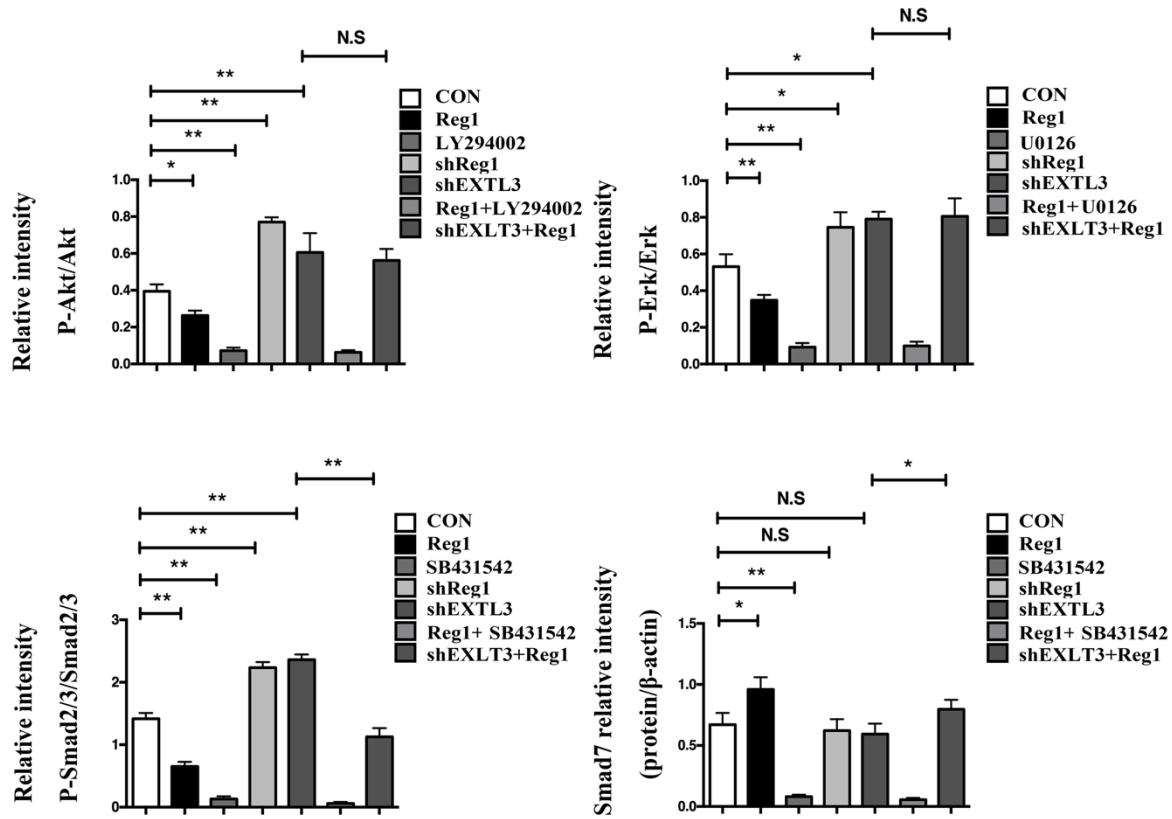 N.S
**
**
**
*
CON
Reg1
LY294002
shReg1
shEXTL3
Reg1+LY294002
shEXLT3+Reg1
Relative intensity
P-Akt/Akt
1.0
0.8
0.6
0.4
0.2
0.0
N.S
*
*
**
**
CON
Reg1
U0126
shReg1
shEXTL3
Reg1+U0126
shEXLT3+Reg1
Relative intensity
P-Erk/Erk
1.0
0.8
0.6
0.4
0.2
0.0
**
**
**
**
**
CON
Reg1
SB431542
shReg1
shEXTL3
Reg1+ SB431542
shEXLT3+Reg1
Relative intensity
P-Smad2/3/Smad2/3
3
2
1
0
*
N.S
N.S
**
*
CON
Reg1
SB431542
shReg1
shEXTL3
Reg1+ SB431542
shEXLT3+Reg1
Smad7 relative intensity
(protein/β-actin)
1.5
1.0
0.5
0.0